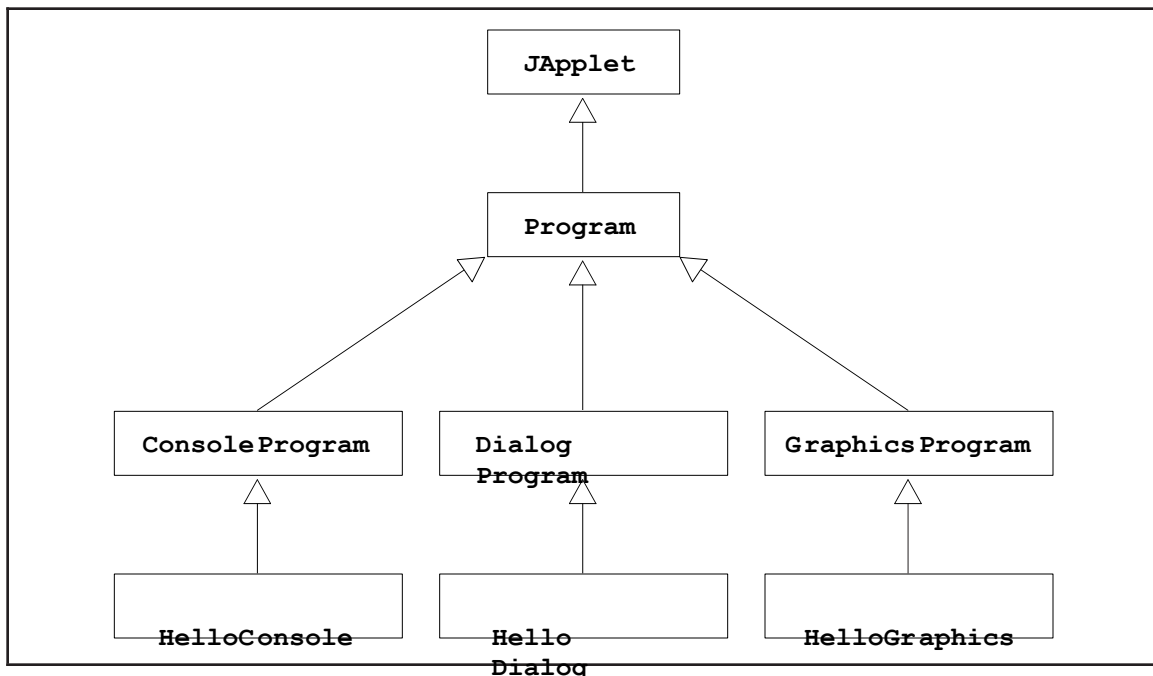 JApplet
Program
ConsoleProgram
Dialog
Program
GraphicsProgram
HelloConsole
Hello
Dialog
HelloGraphics